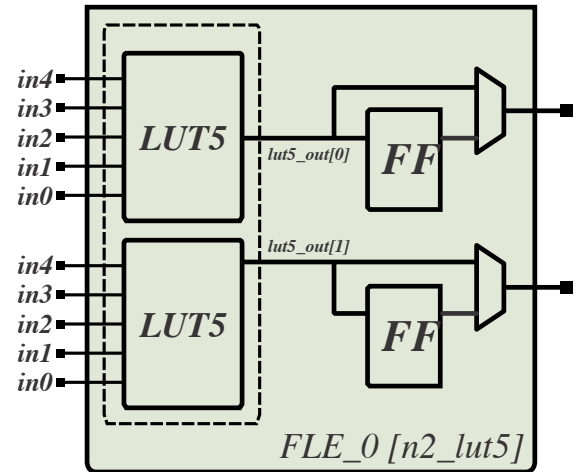 in4
in3
in2
in1
in0
LUT5
lut5_out[0]
FF
in4
in3
in2
in1
in0
LUT5
lut5_out[1]
FF
FLE_0 [n2_lut5]